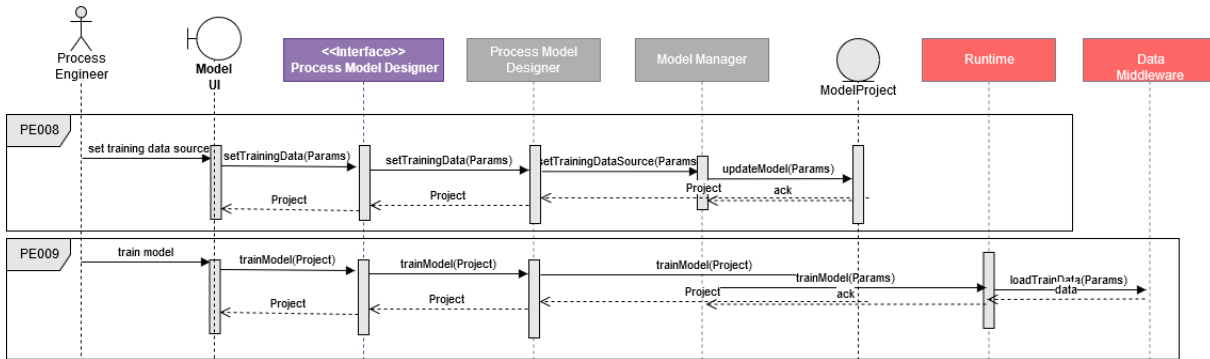 Process
Engineer
Model
UI
<<Interface>>
Process Model Designer
Process Model
Designer
Model Manager
ModelProject
Runtime
Data
Middleware
PE008
set training data source
setTrainingData(Params)
setTrainingData(Params)
setTrainingDataSource(Params
updateModel(Params)
Project
ack
Project
Project
PE009
train model
trainModel(Project)
trainModel(Project)
trainModel(Project)
trainModel(Params)
loadTrainData(Params)
data
Project
ack
Project
Project